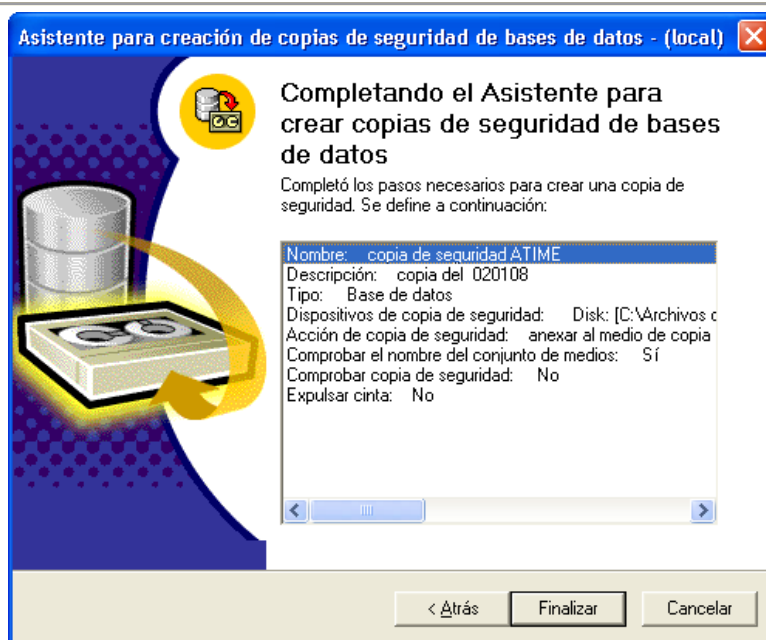 Asistente para creación de copias de seguridad de bases de datos - (local)
Completando el Asistente para
crear copias de seguridad de bases
de datos
Completó los pasos necesarios para crear una copia de
seguridad. Se define a continuación:
Nombre: copia de seguridad ATIME
Descripción: copia del 020108
Tipo: Base de datos
Dispositivos de copia de seguridad: Disk: [C:\Archivos
Acción de copia de seguridad: anexar al medio de copia
Comprobar el nombre del conjunto de medios: Sí
Comprobar copia de seguridad: No
Expulsar cinta: No
< Atrás Finalizar Cancelar